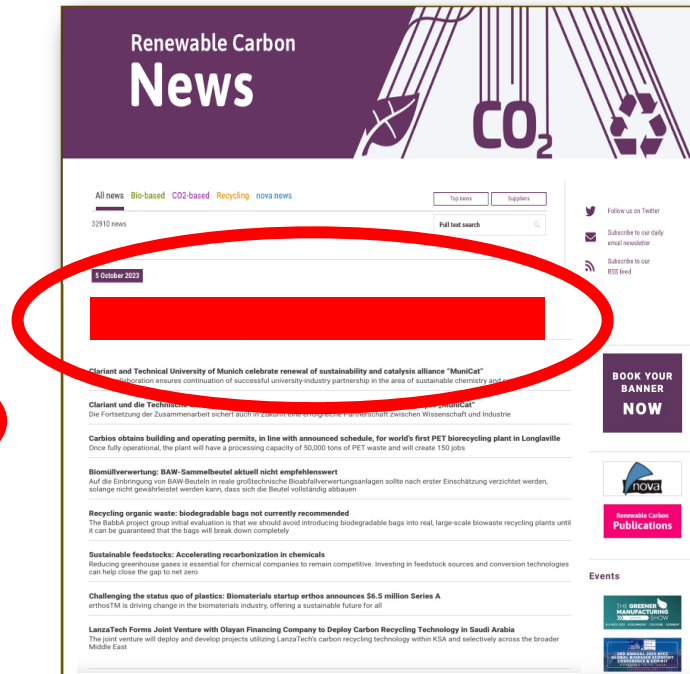 Renewable Carbon
News
CO2
All news Bio-based CO2-based Recycling nova news
Top news Suppliers
32910 news
Full text search
Follow us on Twitter
Subscribe to our daily
email newsletter
Subscribe to our
RSS feed
5 October 2023
Clariant and Technical University of Munich celebrate renewal of sustainability and catalysis alliance "MuniCat"
ensures continuation of successful university-industry partnership in the area of sustainable chemistry and
Clariant und die "MuniCat"
Die Fortsetzung der Zusammenarbeit sichert auch in Zukunft eine erfolgreiche Partnerschaft zwischen Wissenschaft und Industrie
Carbios obtains building and operating permits, in line with announced schedule, for world's first PET biorecycling plant in Longlaville
Once fully operational, the plant will have a processing capacity of 50,000 tons of PET waste and will create 150 jobs
Biomüllverwertung: BAW-Sammelbeutel aktuell nicht empfehlenswert
Auf die Einbringung von BAW-Beuteln in reale großtechnische Bioabfallverwertungsanlagen sollte nach erster Einschätzung verzichtet werden,
solange nicht gewährleistet werden kann, dass sich die Beutel vollständig abbauen
Recycling organic waste: biodegradable bags not currently recommended
The BabbA project group initial evaluation is that we should avoid introducing biodegradable bags into real, large-scale biowaste recycling plants until
it can be guaranteed that the bags will break down completely
Sustainable feedstocks: Accelerating recarbonization in chemicals
Reducing greenhouse gases is essential for chemical companies to remain competitive. Investing in feedstock sources and conversion technologies
can help close the gap to net zero
Challenging the status quo of plastics: Biomaterials startup erthos announces $6.5 million Series A
erthosTM is driving change in the biomaterials industry, offering a sustainable future for all
LanzaTech Forms Joint Venture with Olayan Financing Company to Deploy Carbon Recycling Technology in Saudi Arabia
The joint venture will deploy and develop projects utilizing LanzaTech's carbon recycling technology within KSA and selectively across the broader
Middle East
BOOK YOUR
BANNER
NOW
nova
Renewable Carbon
Publications
Events
THE GREENER
MANUFACTURING
SHOW